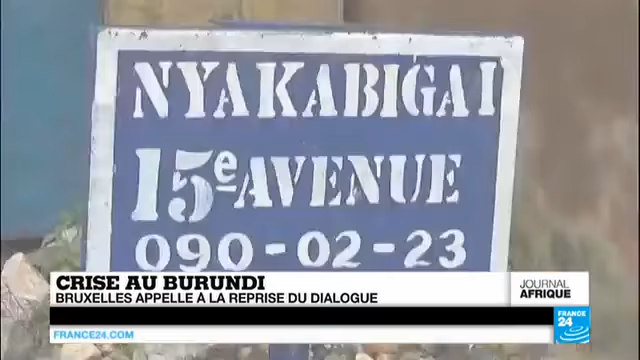 NYAKABIGA I
15e AVENUE
090-02-23
CRISE AU BURUNDI
BRUXELLES APPELLE À LA REPRISE DU DIALOGUE
JOURNAL
AFRIQUE
FRANCE24.COM
FRANCE
24